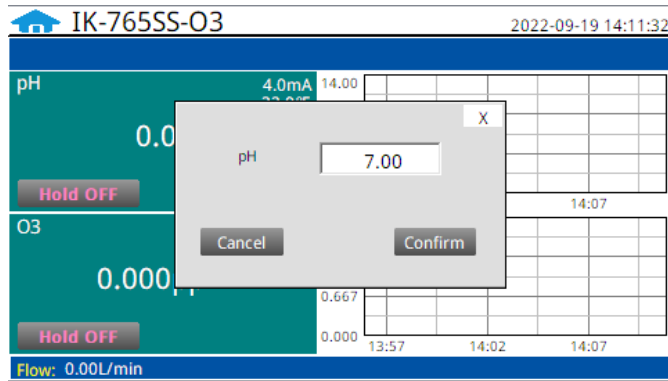 IK-765SS-O3
2022-09-19 14:11:32
pH
4.0mA
14.00
0.0
Hold OFF
X
pH
7.00
Cancel
Confirm
14:07
O3
0.000
0.667
0.000
Hold OFF
13:57
14:02
14:07
Flow: 0.00L/min